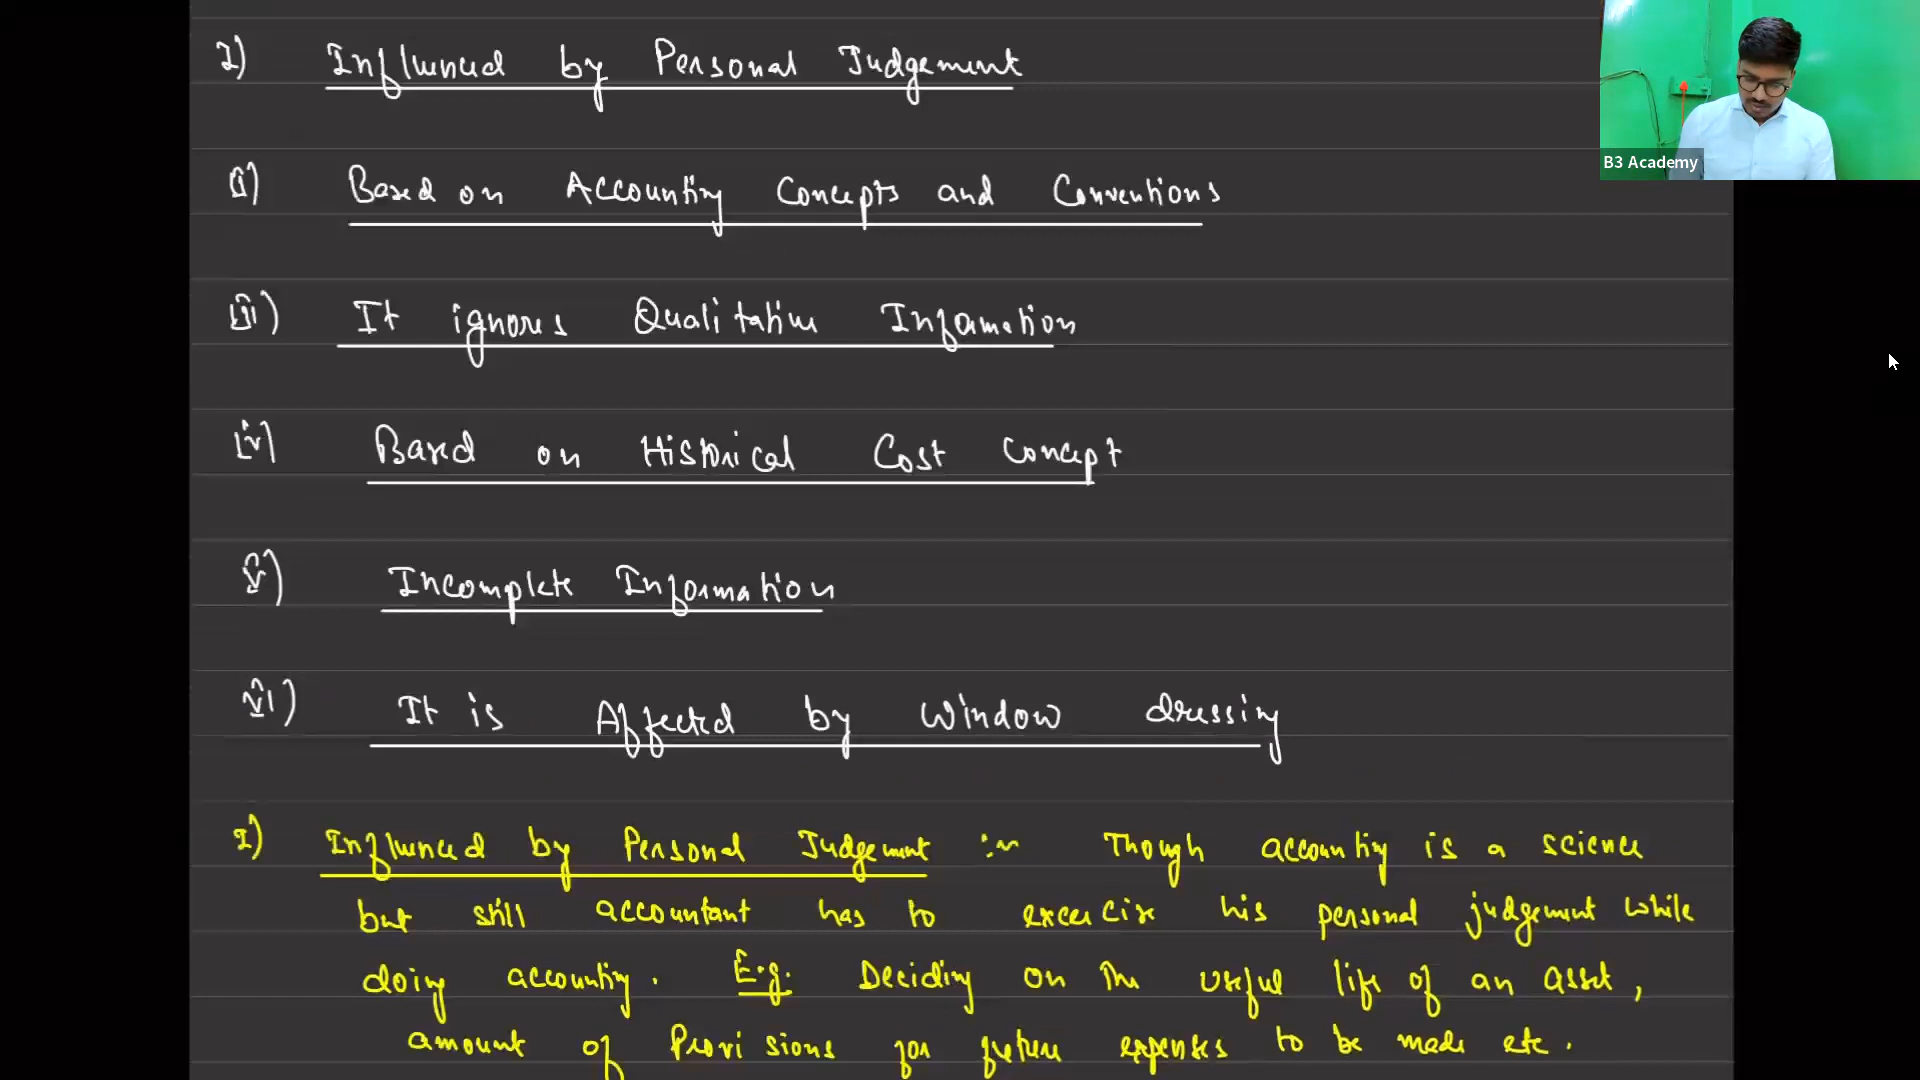 I) Influenced by Personal Judgement
B3 Academy
ii) Based on Accounting Concepts and Conventions
iii) It ignores Qualitative Information
iv) Based on Historical Cost Concept
v) Incomplete Information
vi) It is Affected by Window dressing
I) Influenced by Personal Judgement :- Though accounting is a science
but still accountant has to excercise his personal judgement while
doing accounting. E.g. Deciding on the useful life of an asset,
amount of Provisions for future expenses to be made etc.